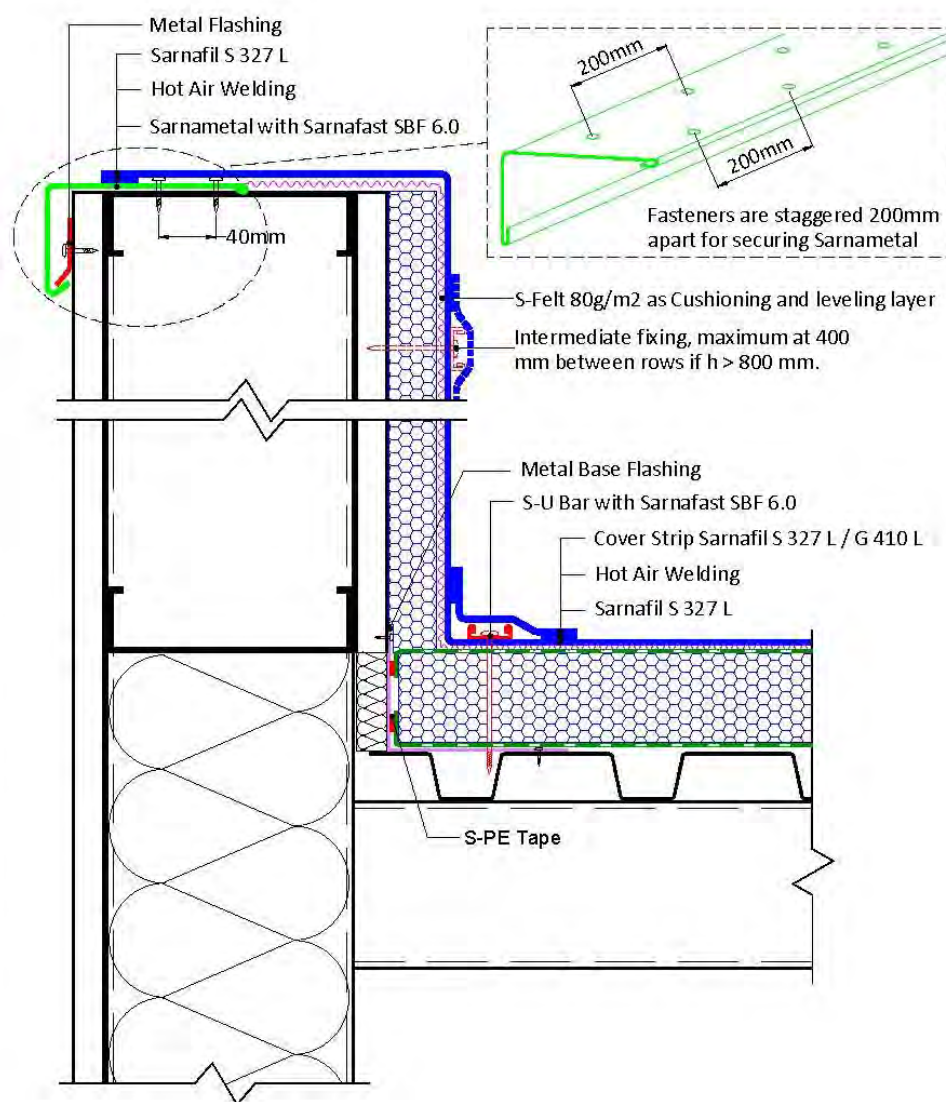 Metal Flashing
Sarnafil S 327 L
Hot Air Welding
Sarnametal with Sarnafast SBF 6.0
200mm
200mm
Fasteners are staggered 200mm
apart for securing Sarnametal
40mm
S-Felt 80g/m2 as Cushioning and leveling layer
Intermediate fixing, maximum at 400
mm between rows if h > 800 mm.
Metal Base Flashing
S-U Bar with Sarnafast SBF 6.0
Cover Strip Sarnafil S 327 L / G 410 L
Hot Air Welding
Sarnafil S 327 L
S-PE Tape